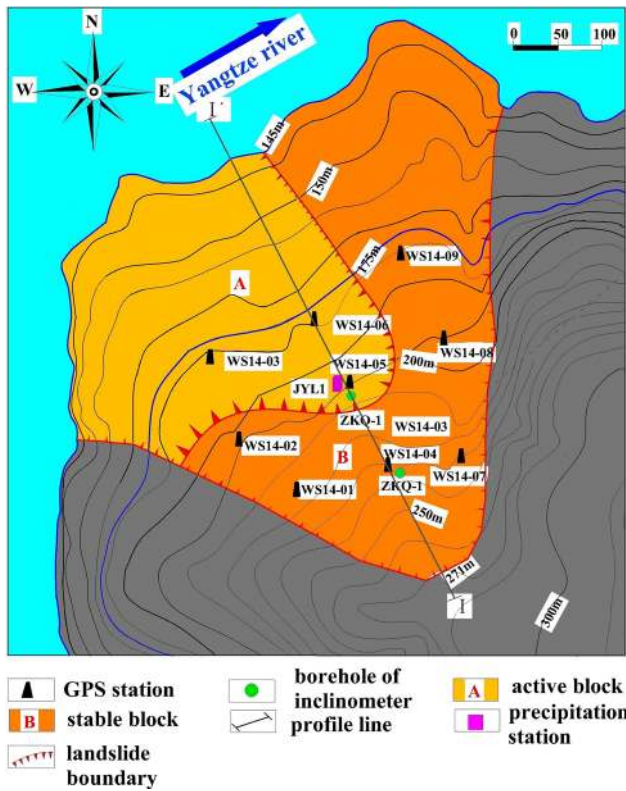 N
W
E
Yangtze river
I'
0 50 100
145m
150m
175m
WS14-09
A
WS14-06
WS14-03
WS14-08
200m
WS14-05
JYL1
ZKQ-1
WS14-03
WS14-02
B
WS14-04
WS14-07
ZKQ-1
WS14-01
250m
271m
I
300m
GPS station
borehole of
inclinometer
A active block
B stable block
profile line
precipitation
station
landslide
boundary